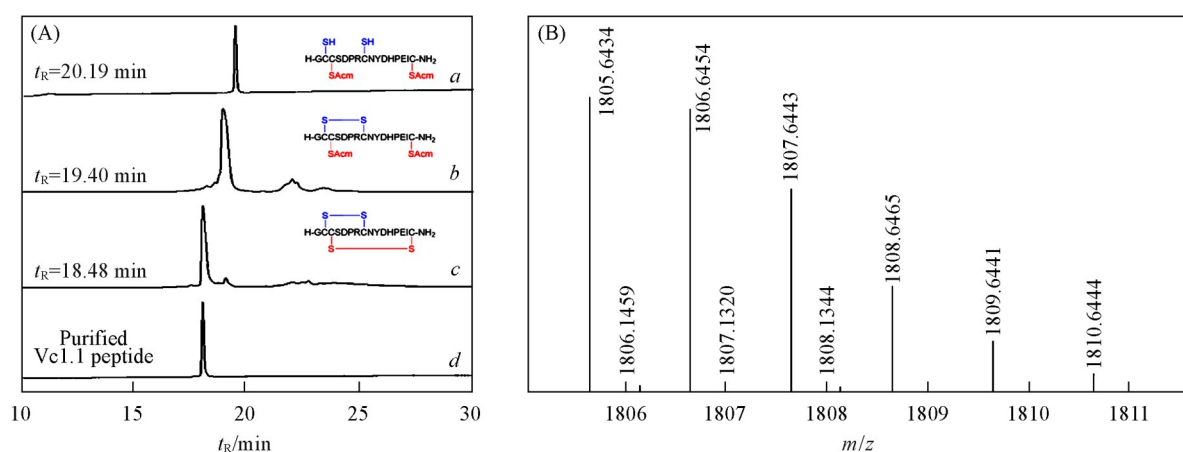 (A)
SH SH
H-GCCSDPRCNYDHPEIC-NH₂
SAcm SAcm
tR=20.19 min
a
S S
H-GCCSDPRCNYDHPEIC-NH₂
SAcm SAcm
tR=19.40 min
b
S S
H-GCCSDPRCNYDHPEIC-NH₂
S S
tR=18.48 min
c
Purified
Vc1.1 peptide
d
10 15 20 25 30
tR/min
(B)
1805.6434
1806.1459
1806.6454
1807.1320
1807.6443
1808.1344
1808.6465
1809.6441
1810.6444
1806 1807 1808 1809 1810 1811
m/z